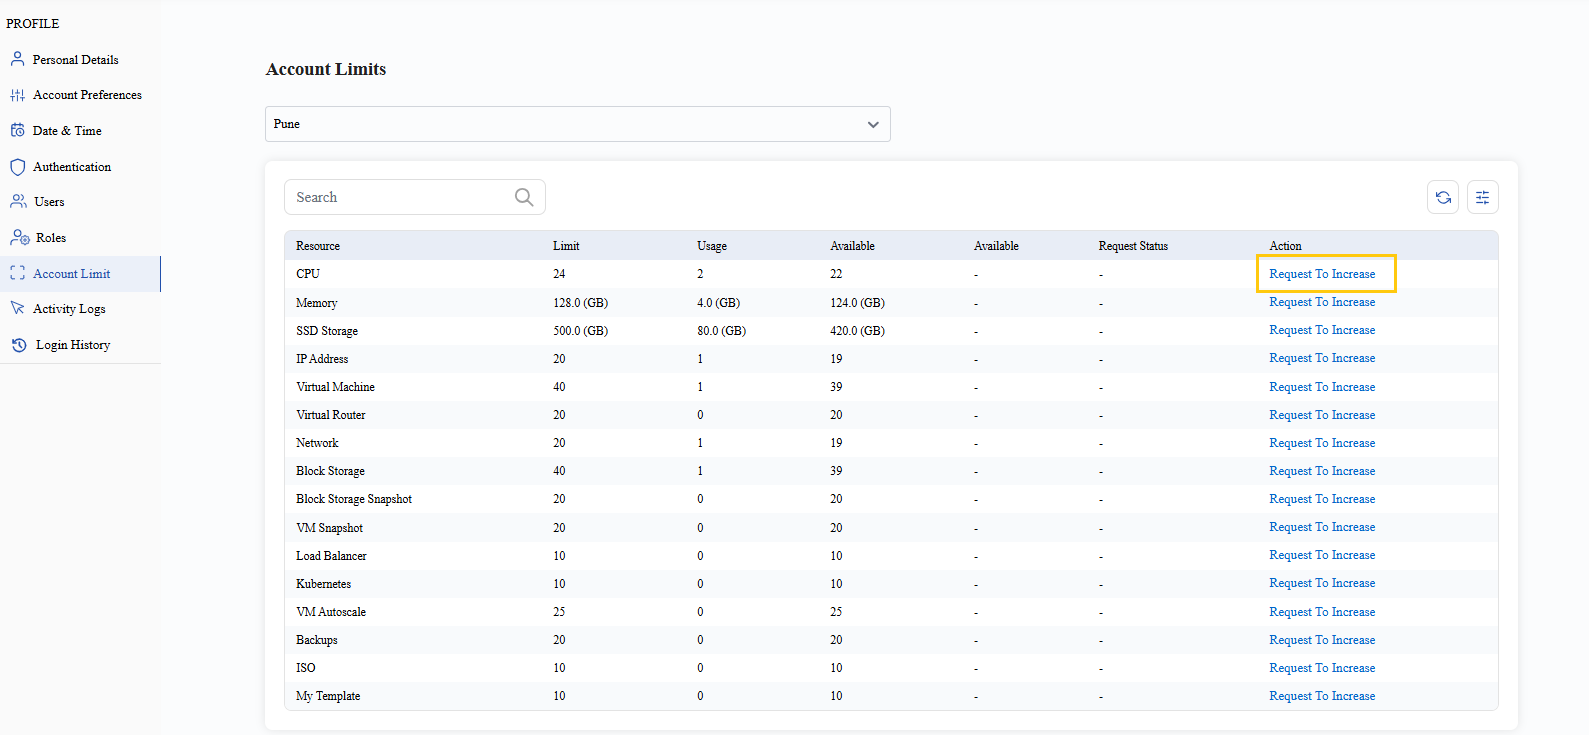 PROFILE
Personal Details
Account Preferences
Date & Time
Authentication
Users
Roles
Account Limit
Activity Logs
Login History
Account Limits
Pune
Search
Resource Limit Usage Available Available Request Status Action
CPU 24 2 22 - - Request To Increase
Memory 128.0 (GB) 4.0 (GB) 124.0 (GB) - - Request To Increase
SSD Storage 500.0 (GB) 80.0 (GB) 420.0 (GB) - - Request To Increase
IP Address 20 1 19 - - Request To Increase
Virtual Machine 40 1 39 - - Request To Increase
Virtual Router 20 0 20 - - Request To Increase
Network 20 1 19 - - Request To Increase
Block Storage 40 1 39 - - Request To Increase
Block Storage Snapshot 20 0 20 - - Request To Increase
VM Snapshot 20 0 20 - - Request To Increase
Load Balancer 10 0 10 - - Request To Increase
Kubernetes 10 0 10 - - Request To Increase
VM Autoscale 25 0 25 - - Request To Increase
Backups 20 0 20 - - Request To Increase
ISO 10 0 10 - - Request To Increase
My Template 10 0 10 - - Request To Increase